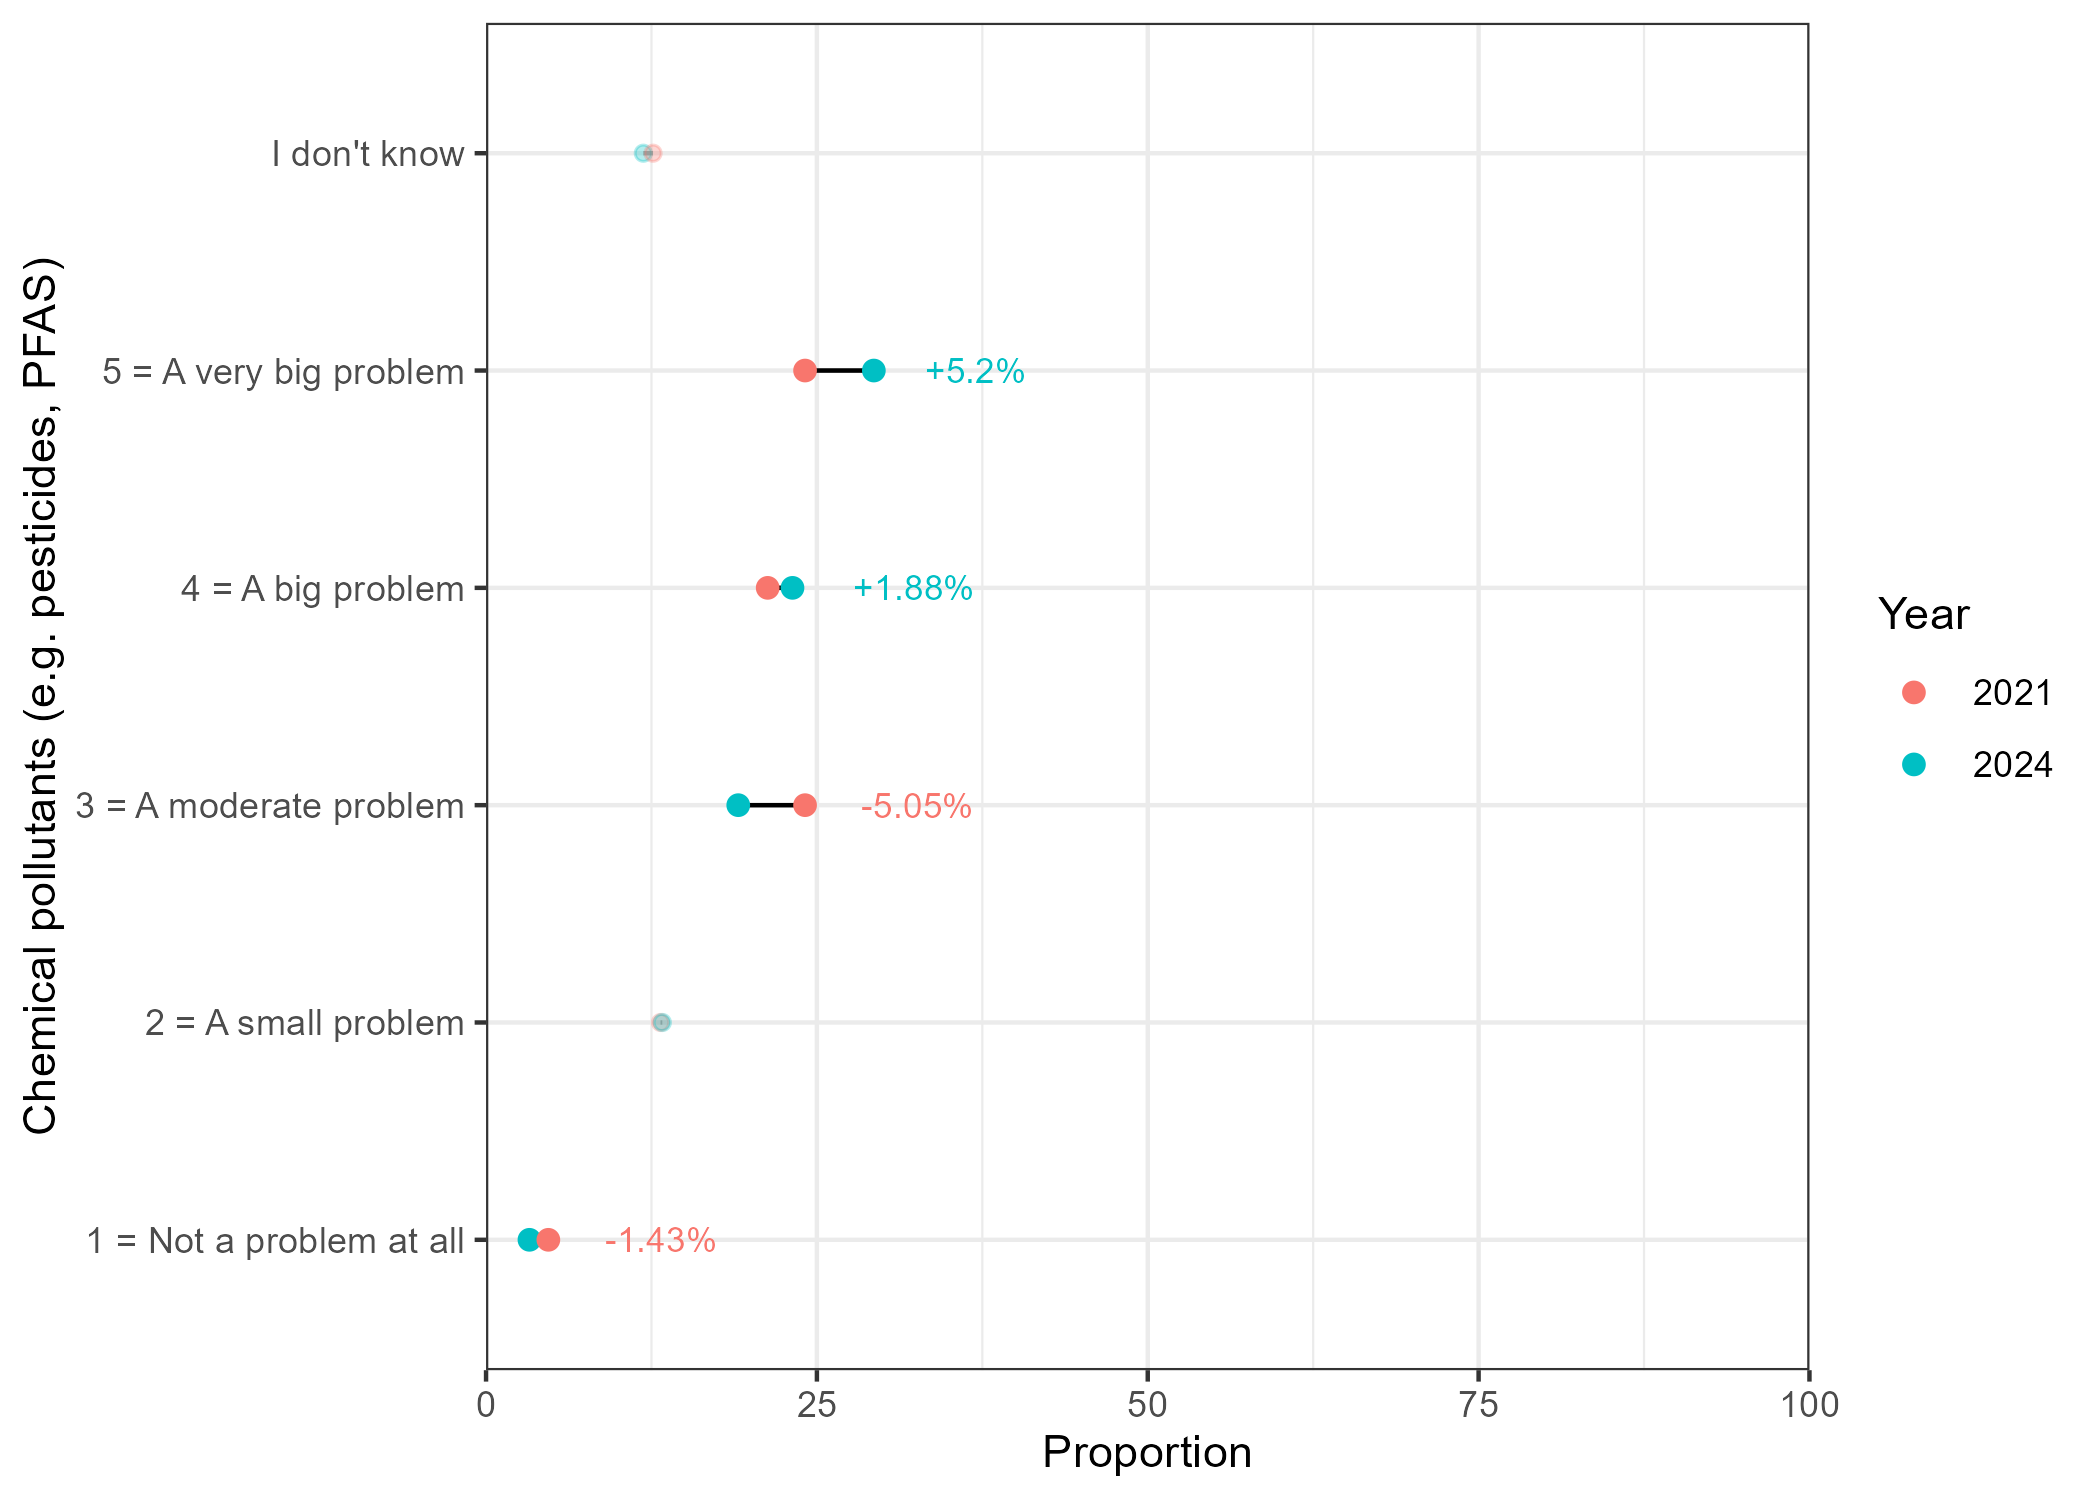 Chemical pollutants (e.g. pesticides, PFAS)
I don't know
5 = A very big problem
+5.2%
4 = A big problem
+1.88%
3 = A moderate problem
-5.05%
2 = A small problem
1 = Not a problem at all
-1.43%
0 25 50 75 100
Proportion
Year
2021
2024